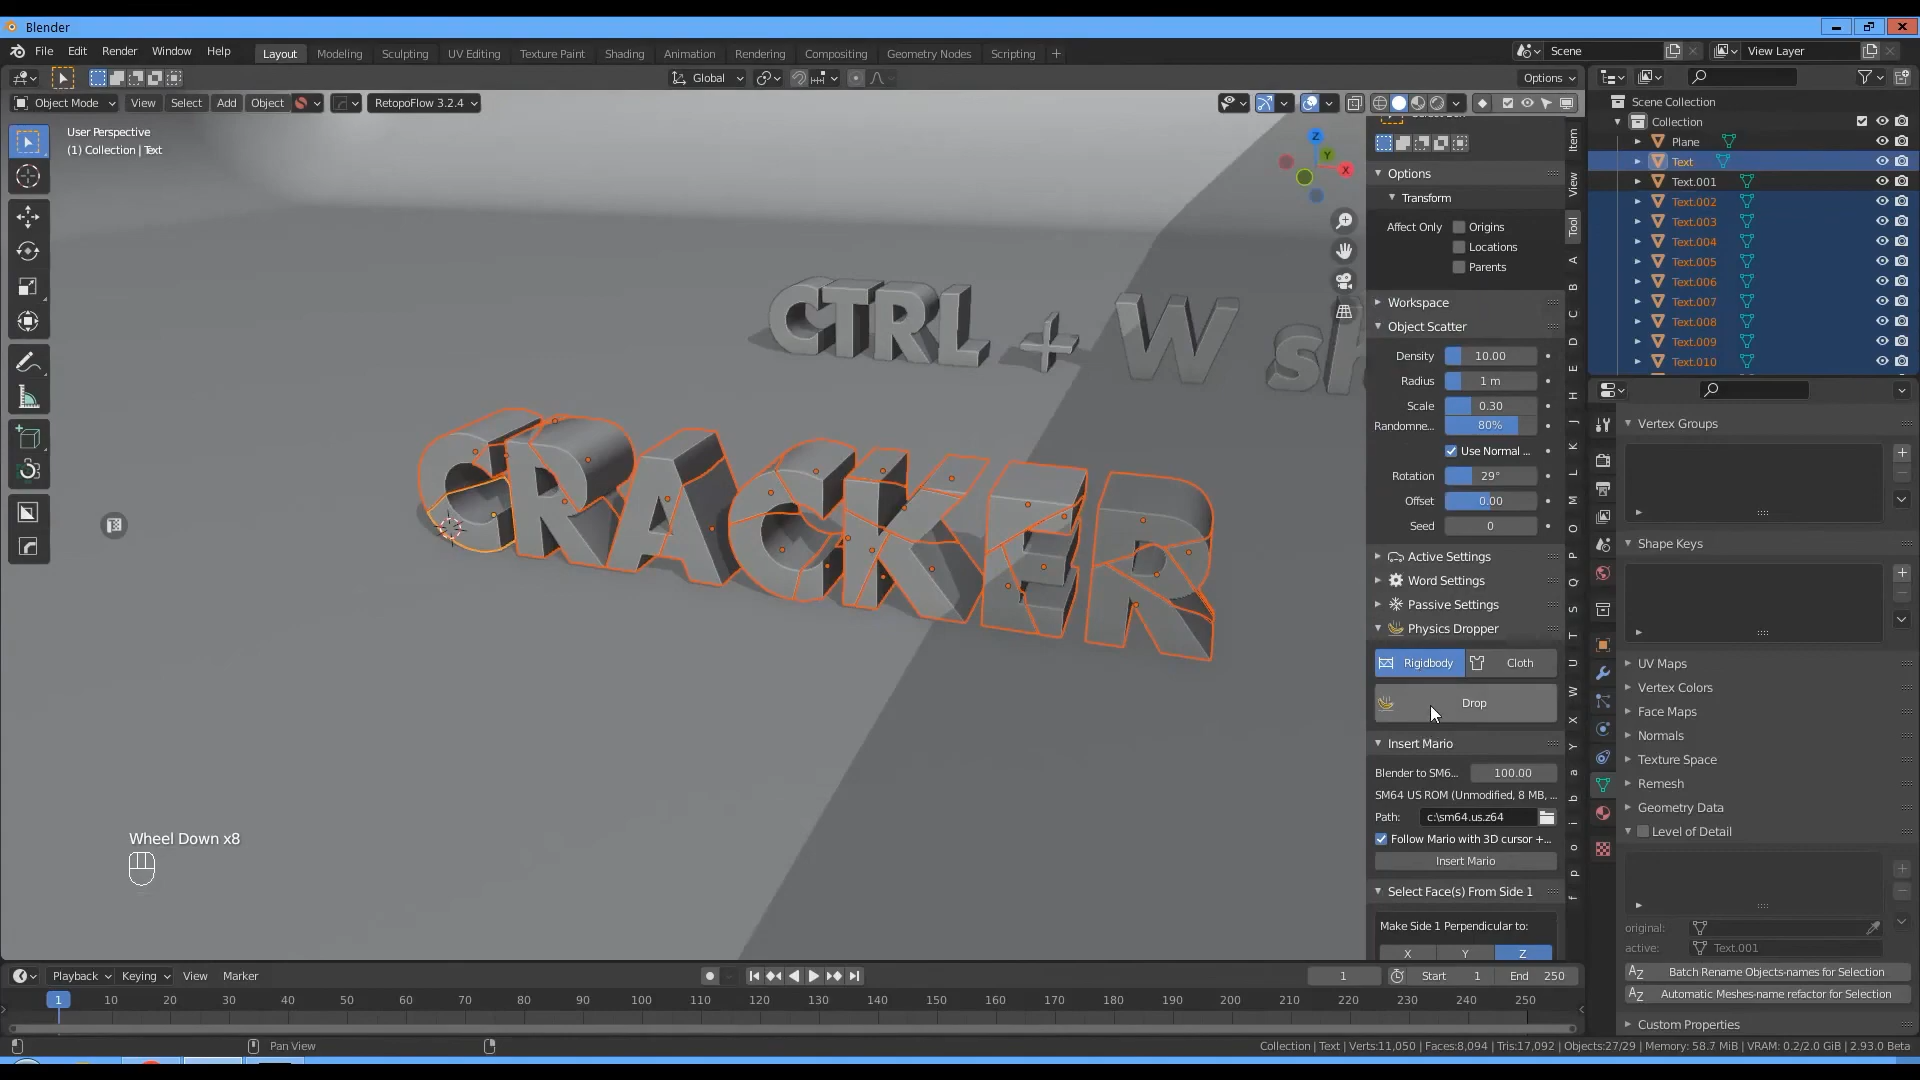 Blender
File Edit Render Window Help
Layout Modeling Sculpting UV Editing Texture Paint Shading Animation Rendering Compositing Geometry Nodes Scripting +
Scene
View Layer
Global
Options
Object Mode View Select Add Object RetopoFlow 3.2.4
User Perspective
(1) Collection | Text
Z
Y
X
CTRL + W sh
CRACKER
Wheel Down x8
Options
Transform
Affect Only Origins
Locations
Parents
Workspace
Object Scatter
Density 10.00
Radius 1 m
Scale 0.30
Randomne... 80%
Use Normal ...
Rotation 29°
Offset 0.00
Seed 0
Active Settings
Word Settings
Passive Settings
Physics Dropper
Rigidbody Cloth
Drop
Insert Mario
Blender to SM6... 100.00
SM64 US ROM (Unmodified, 8 MB, ...
Path: c:\sm64.us.z64
Follow Mario with 3D cursor +...
Insert Mario
Select Face(s) From Side 1
Make Side 1 Perpendicular to:
X Y Z
Item
View
Tool
A
B
C
D
E
H
J
K
L
M
O
P
Q
S
T
U
W
X
Y
a
b
i
o
p
f
Scene Collection
Collection
Plane
Text
Text.001
Text.002
Text.003
Text.004
Text.005
Text.006
Text.007
Text.008
Text.009
Text.010
Vertex Groups
Shape Keys
UV Maps
Vertex Colors
Face Maps
Normals
Texture Space
Remesh
Geometry Data
Level of Detail
original:
active: Text.001
Batch Rename Objects-names for Selection
Automatic Meshes-name refactor for Selection
Custom Properties
Playback Keying View Marker
1 Start 1 End 250
1 10 20 30 40 50 60 70 80 90 100 110 120 130 140 150 160 170 180 190 200 210 220 230 240 250
Pan View
Collection | Text | Verts:11,050 | Faces:8,094 | Tris:17,092 | Objects:27/29 | Memory: 58.7 MiB | VRAM: 0.2/2.0 GiB | 2.93.0 Beta